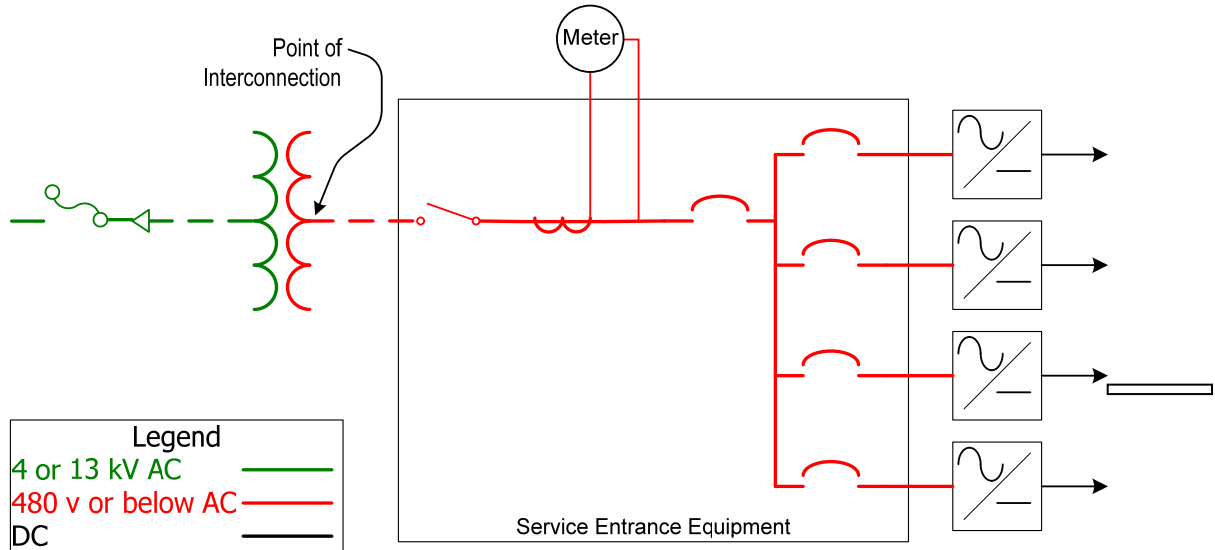 Meter
Point of
Interconnection
Legend
4 or 13 kV AC
480 v or below AC
DC
Service Entrance Equipment